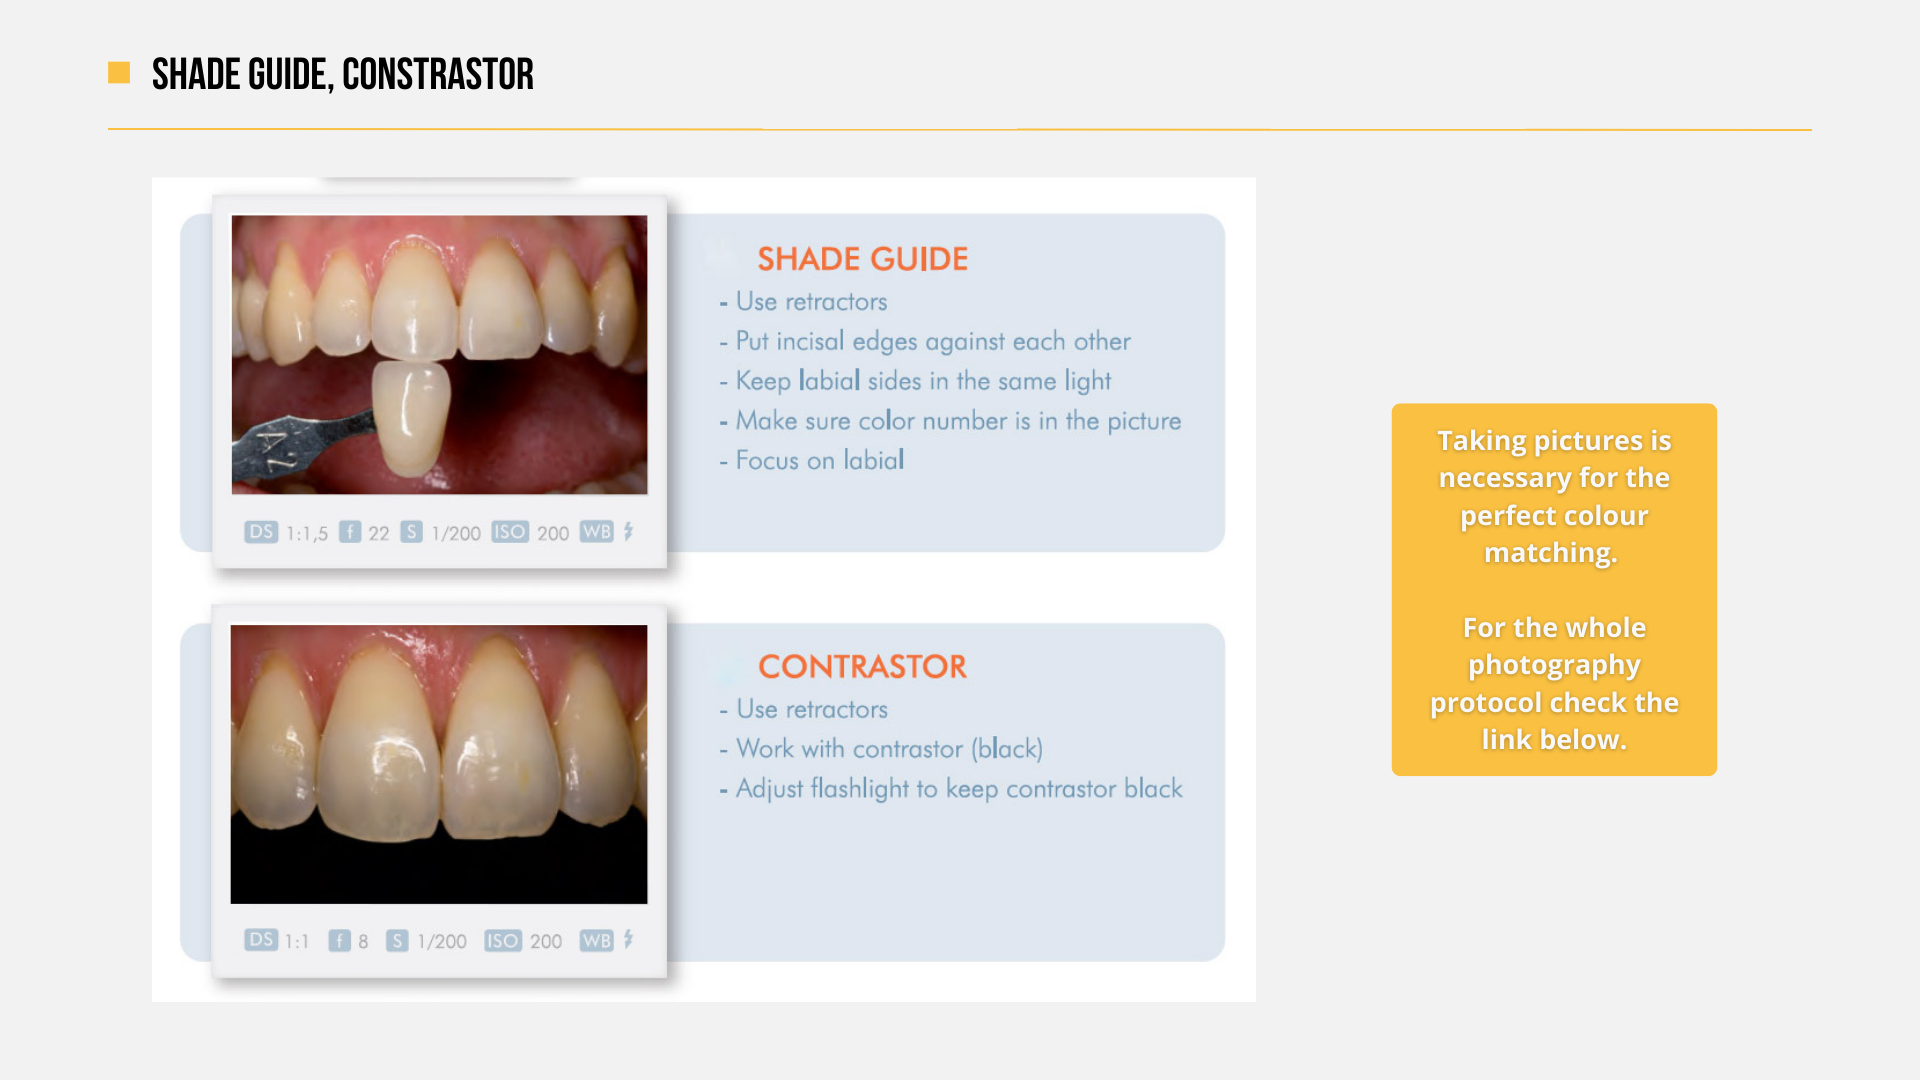 SHADE GUIDE, CONSTRASTOR
SHADE GUIDE
- Use retractors
- Put incisal edges against each other
- Keep labial sides in the same light
- Make sure color number is in the picture
- Focus on labial
A2
DS 1:1,5 f 22 S 1/200 ISO 200 WB
CONTRASTOR
- Use retractors
- Work with contrastor (black)
- Adjust flashlight to keep contrastor black
DS 1:1 f 8 S 1/200 ISO 200 WB
Taking pictures is
necessary for the
perfect colour
matching.
For the whole
photography
protocol check the
link below.